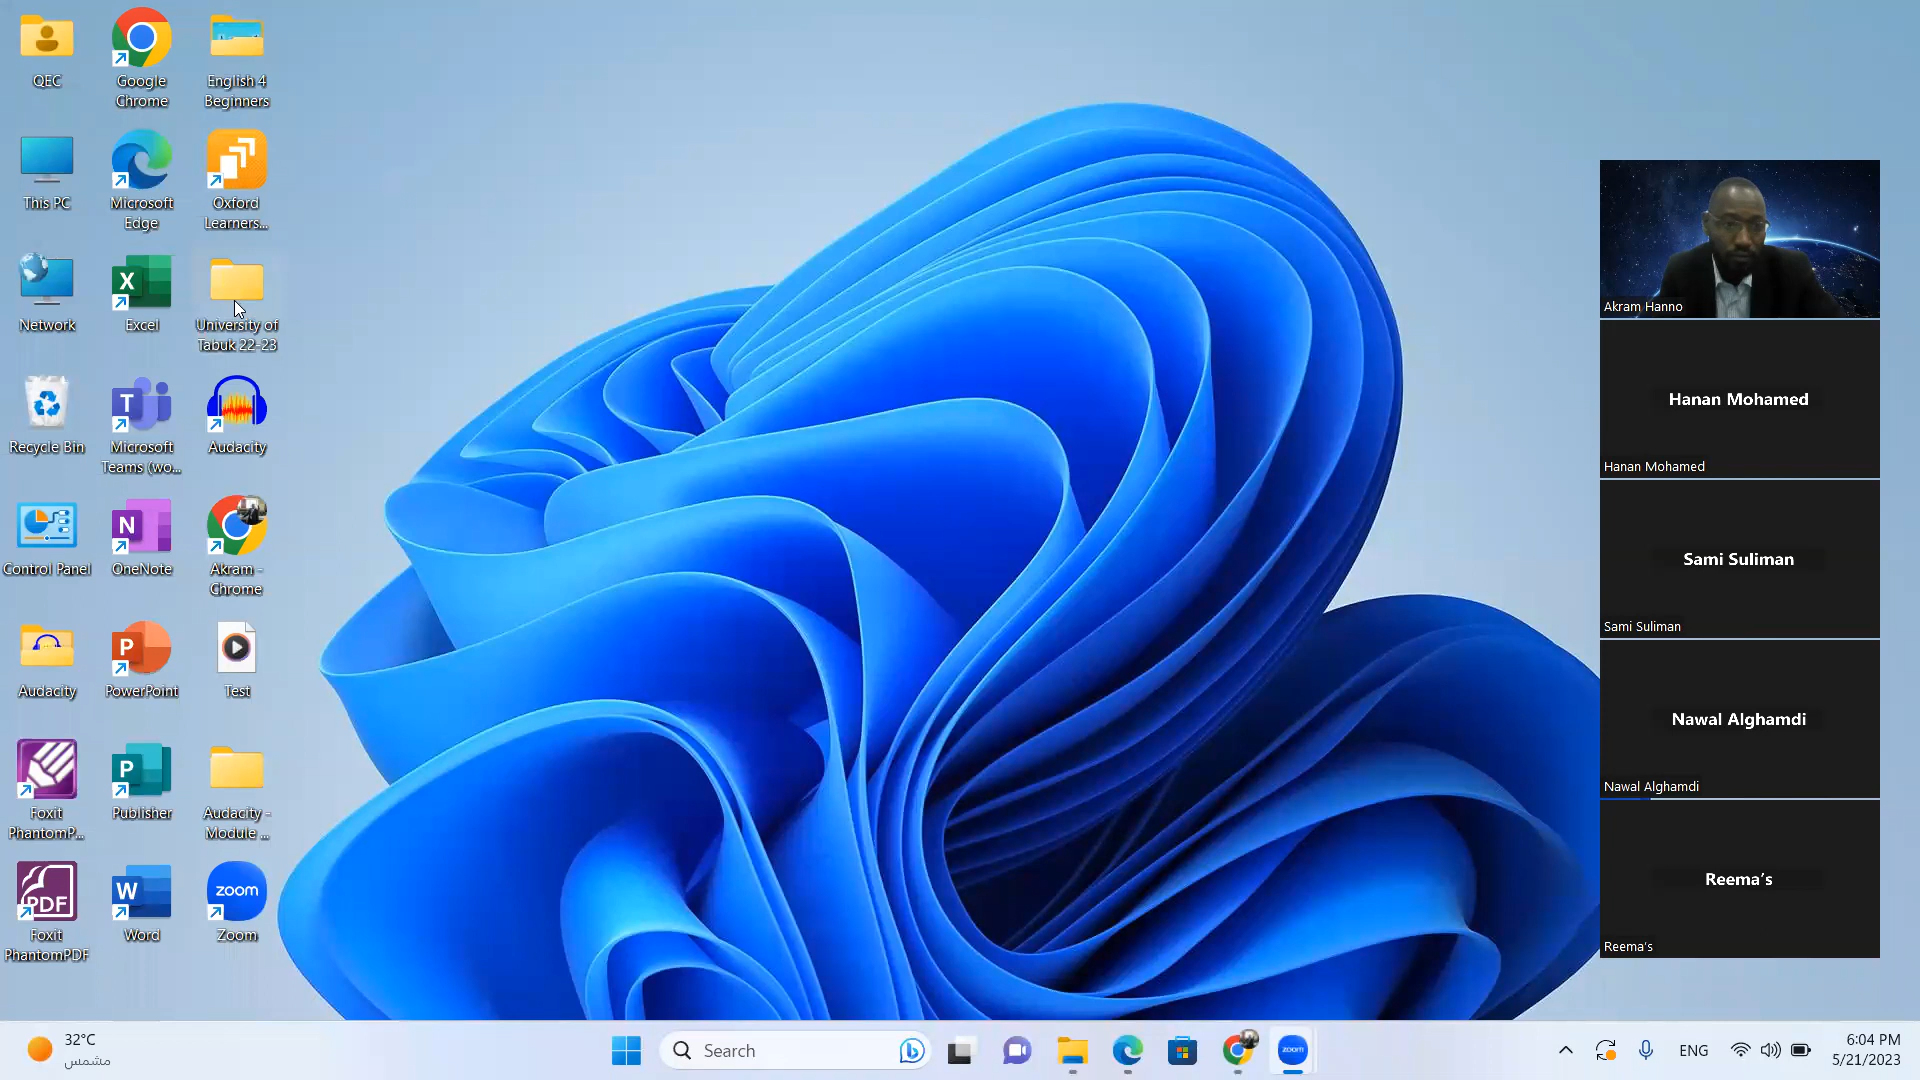 QEC
Google
Chrome
English 4
Beginners
This PC
Microsoft
Edge
Oxford
Learners...
Network
Excel
University of
Tabuk 22-23
Recycle Bin
Microsoft
Teams (wo...
Audacity
Control Panel
OneNote
Akram -
Chrome
Audacity
PowerPoint
Test
Foxit
PhantomP...
Publisher
Audacity -
Module ...
Foxit
PhantomPDF
Word
zoom
Zoom
Akram Hanno
Hanan Mohamed
Hanan Mohamed
Sami Suliman
Sami Suliman
Nawal Alghamdi
Nawal Alghamdi
Reema's
Reema's
32°C
مشمس
Search
zoom
ENG
6:04 PM
5/21/2023